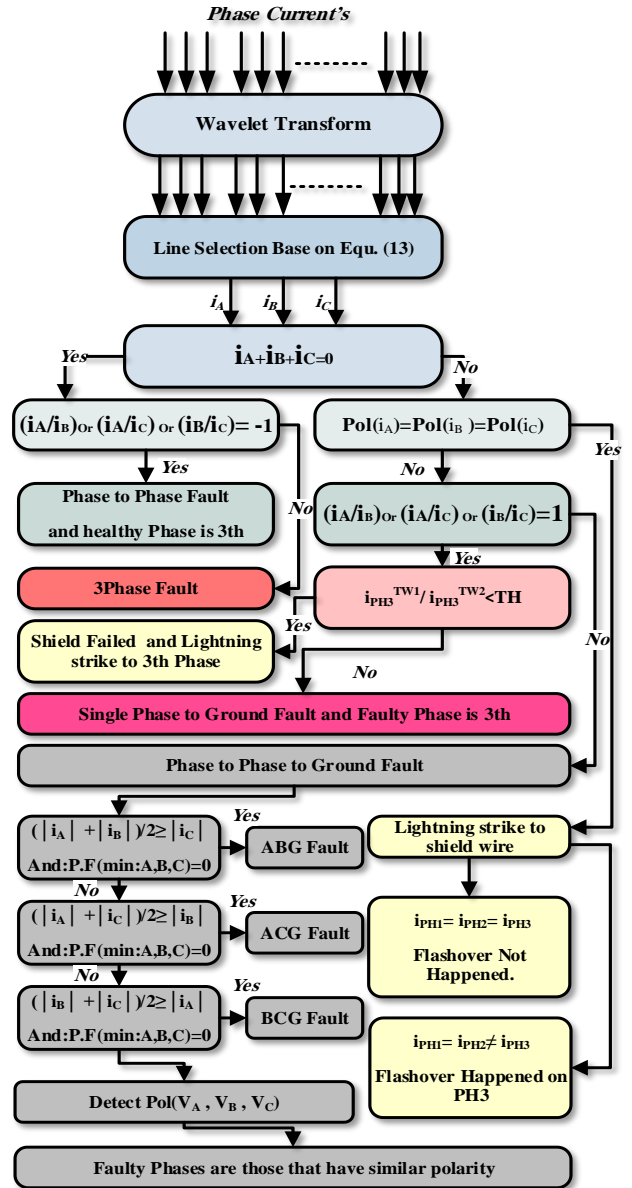 Phase Current's
Wavelet Transform
Line Selection Base on Equ. (13)
iA iB iC
iA+iB+iC=0
Yes
No
(iA/iB)Or (iA/iC) Or (iB/iC)= -1
Pol(iA)=Pol(iB)=Pol(iC)
Yes
Yes
No
Phase to Phase Fault
and healthy Phase is 3th
No
(iA/iB)Or (iA/iC) Or (iB/iC)=1
Yes
3Phase Fault
iPH3^TW1/ iPH3^TW2<TH
Yes
Shield Failed and Lightning
strike to 3th Phase
No
No
Single Phase to Ground Fault and Faulty Phase is 3th
Phase to Phase to Ground Fault
(|iA| +|iB|)/2≥|iC|
And:P.F(min:A,B,C)=0
Yes
ABG Fault
Lightning strike to
shield wire
No
(|iA| +|iC|)/2≥|iB|
And:P.F(min:A,B,C)=0
Yes
ACG Fault
iPH1= iPH2= iPH3
Flashover Not
Happened.
No
(|iB| +|iC|)/2≥|iA|
And:P.F(min:A,B,C)=0
Yes
BCG Fault
iPH1= iPH2≠ iPH3
Flashover Happened on
PH3
Detect Pol(VA , VB , VC)
Faulty Phases are those that have similar polarity